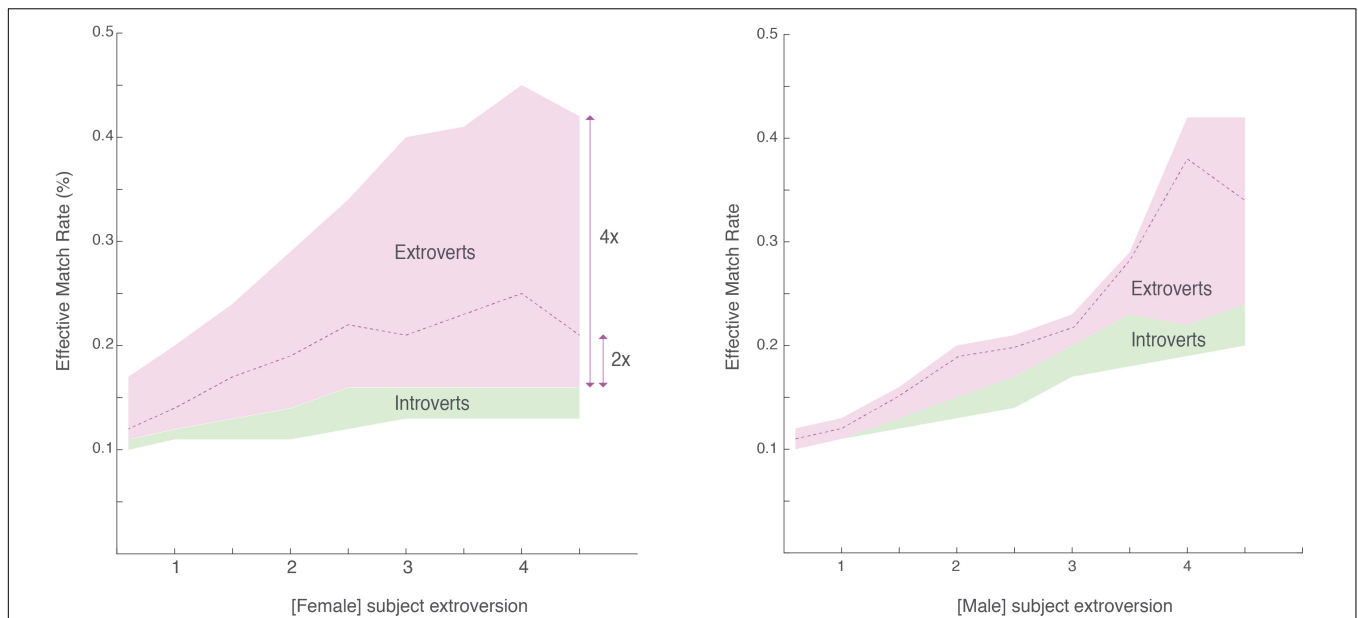 0.5
0.4
0.3
0.2
0.1
Effective Match Rate (%)
Extroverts
Introverts
4x
2x
1 2 3 4
[Female] subject extroversion
0.5
0.4
0.3
0.2
0.1
Effective Match Rate
Extroverts
Introverts
1 2 3 4
[Male] subject extroversion